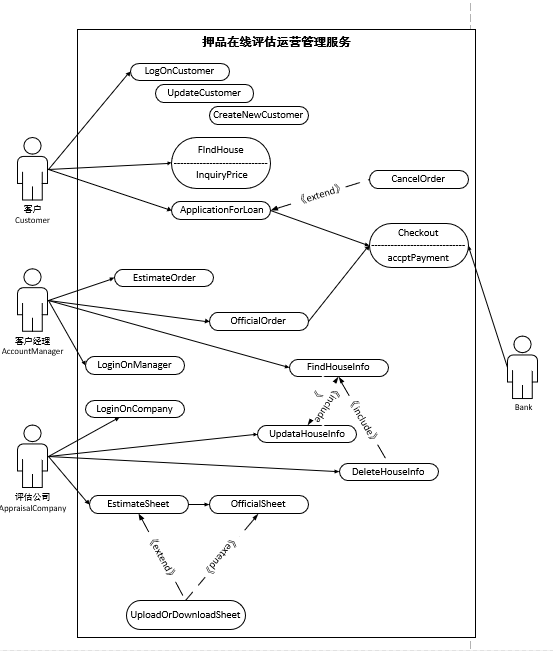 押品在线评估运营管理服务
LogOnCustomer
UpdateCustomer
CreateNewCustomer
FIndHouse
InquiryPrice
CancelOrder
《extend》
ApplicationForLoan
客户
Customer
Checkout
accptPayment
EstimateOrder
OfficialOrder
客户经理
AccountManager
LoginOnManager
FindHouseInfo
Bank
LoginOnCompany
《include》
《include》
UpdataHouseInfo
DeleteHouseInfo
评估公司
AppraisalCompany
EstimateSheet
OfficialSheet
《extend》
《extend》
UploadOrDownloadSheet